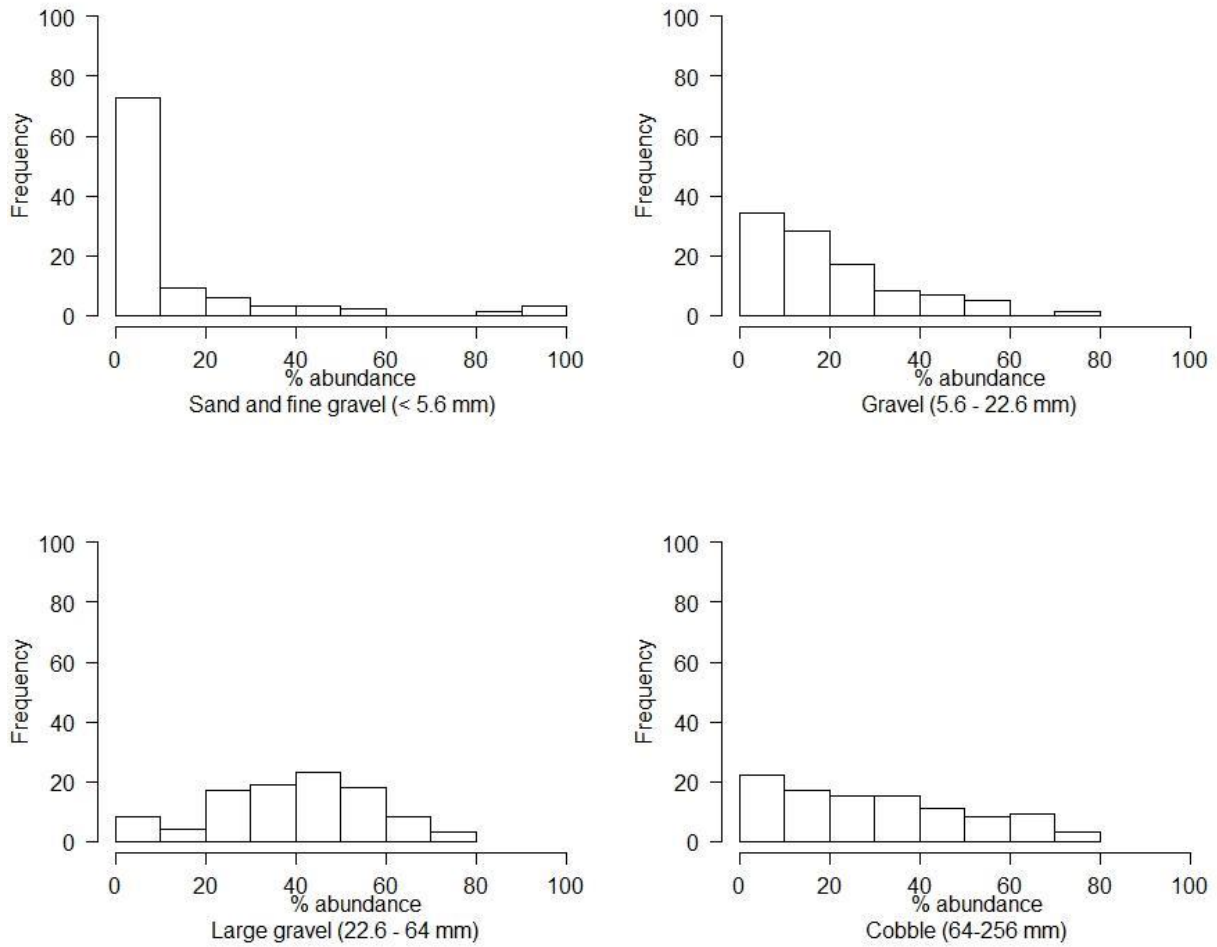 100
80
60
40
20
0
Frequency
0 20 40 60 80 100
% abundance
Sand and fine gravel (< 5.6 mm)
100
80
60
40
20
0
Frequency
0 20 40 60 80 100
% abundance
Gravel (5.6 - 22.6 mm)
100
80
60
40
20
0
Frequency
0 20 40 60 80 100
% abundance
Large gravel (22.6 - 64 mm)
100
80
60
40
20
0
Frequency
0 20 40 60 80 100
% abundance
Cobble (64-256 mm)